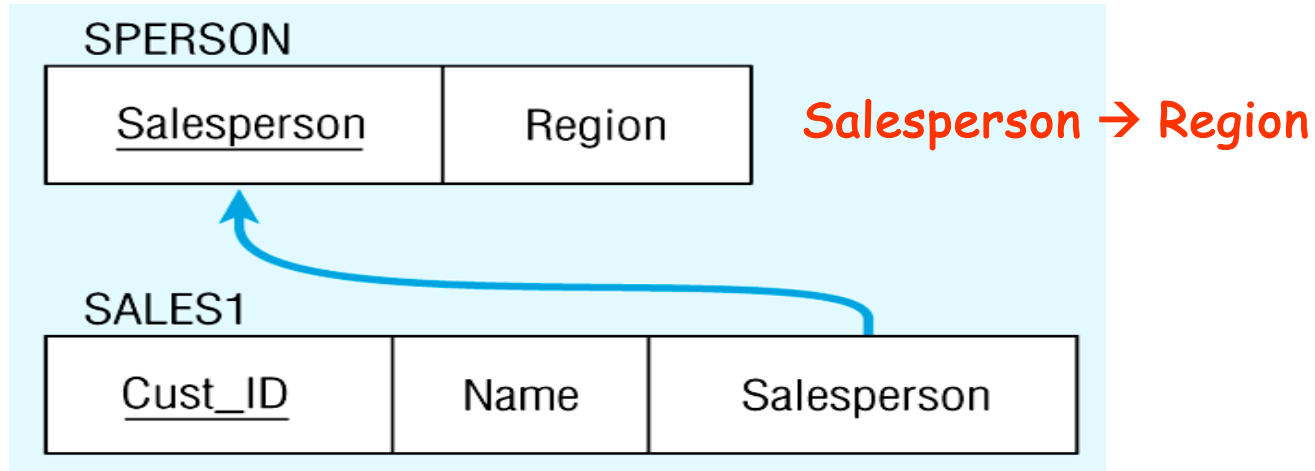 SPERSON
Salesperson Region
Salesperson → Region
SALES1
Cust_ID Name Salesperson